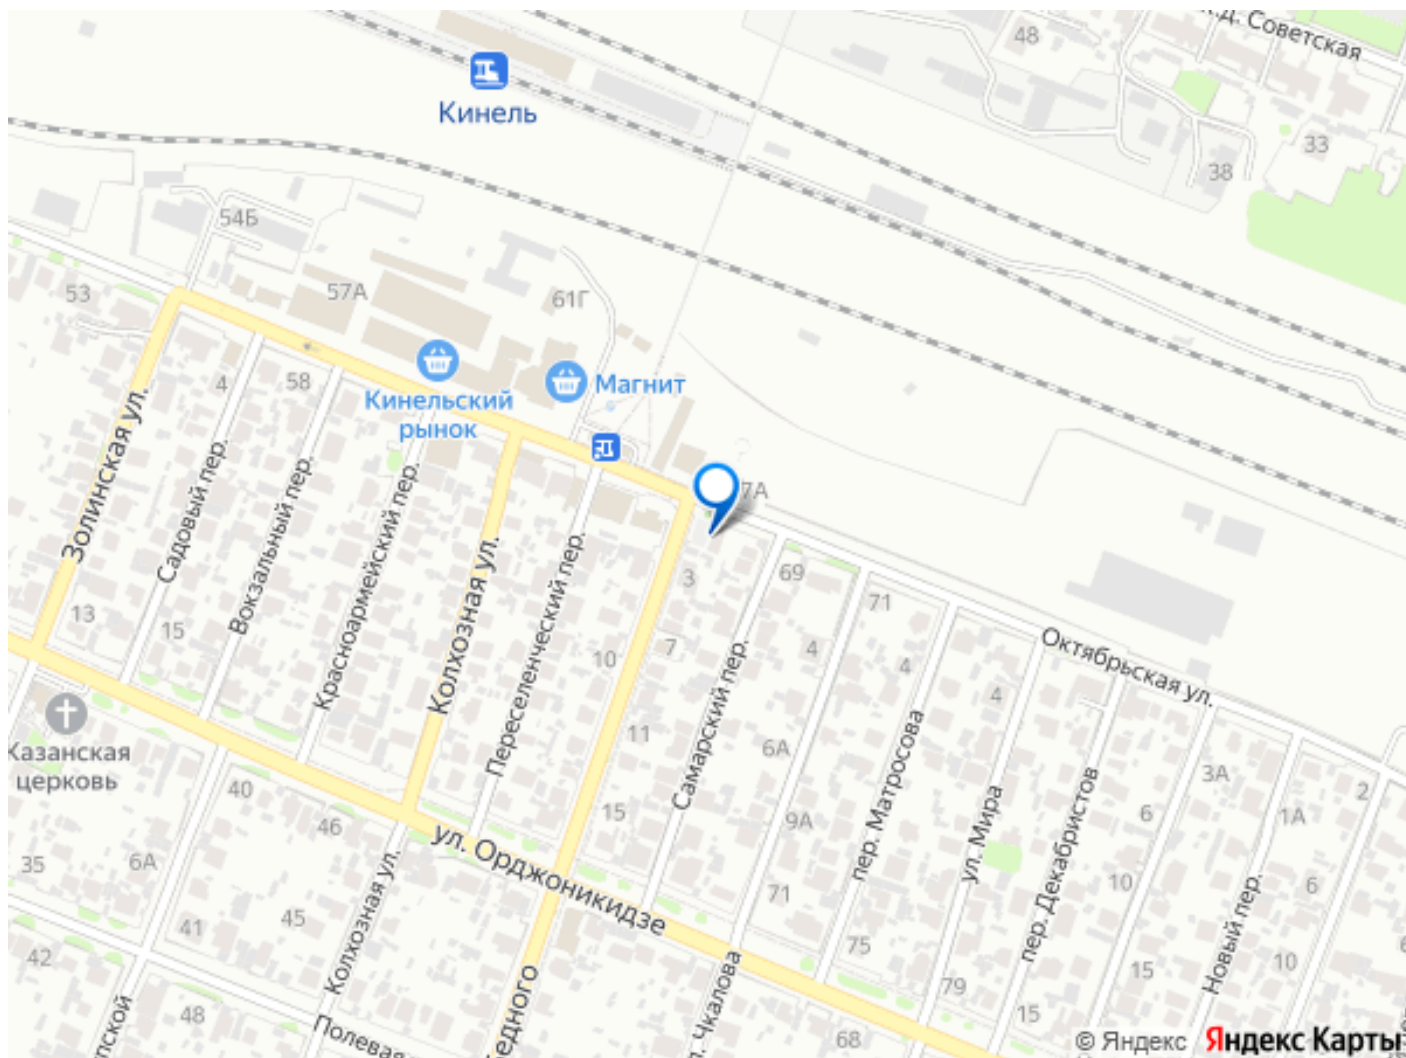 ж.д. Советская
48
Кинель
33
38
54Б
53
57А
61Г
4
58
Магнит
Кинельский
рынок
7А
Золинская ул.
Садовый пер.
Вокзальный пер.
Красноармейский пер.
Колхозная ул.
Переселенческий пер.
3
69
71
13
15
7
10
4
4
4
Октябрьская ул.
Казанская
церковь
11
Самарский пер.
6А
пер. Матросова
3А
2
40
46
15
9А
ул. Мира
пер. Декабристов
6
1А
35
6А
ул. Орджоникидзе
10
6
Новый пер.
71
45
41
Колхозная ул.
75
42
15
10
79
48
15
68
Полевая
Бедного
ул. Чкалова
© Яндекс Яндекс Карты